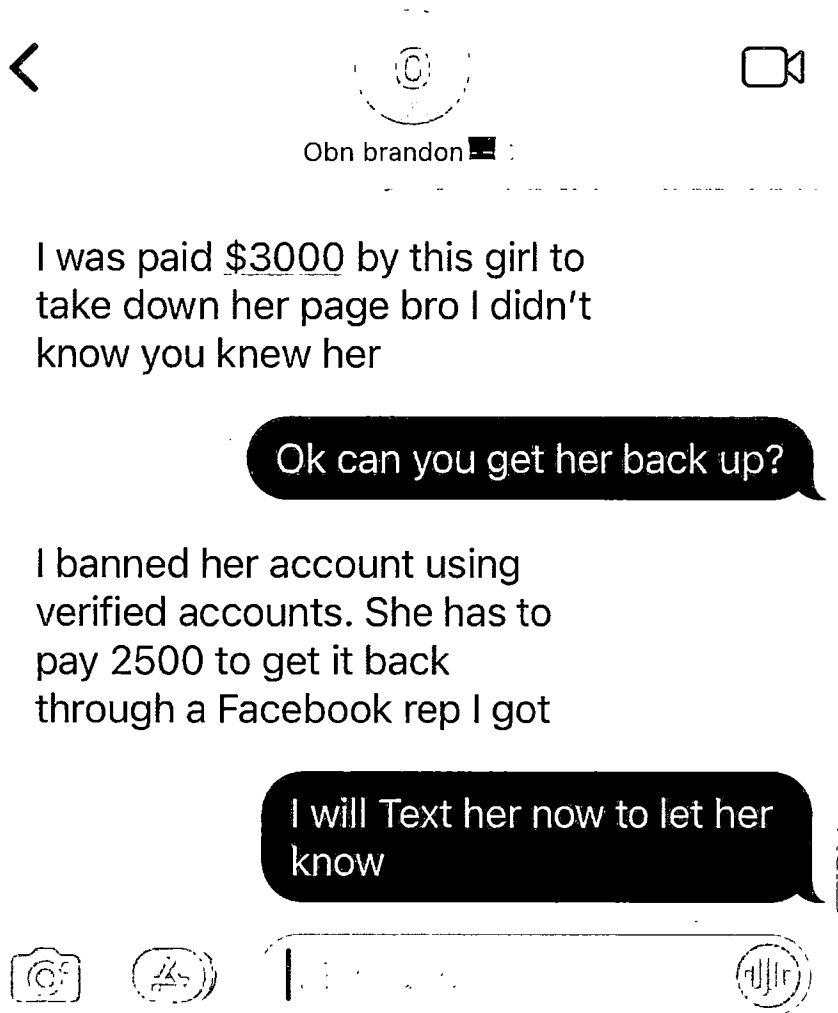 Obn brandon
I was paid $3000 by this girl to
take down her page bro I didn't
know you knew her
Ok can you get her back up?
I banned her account using
verified accounts. She has to
pay 2500 to get it back
through a Facebook rep I got
I will Text her now to let her
know